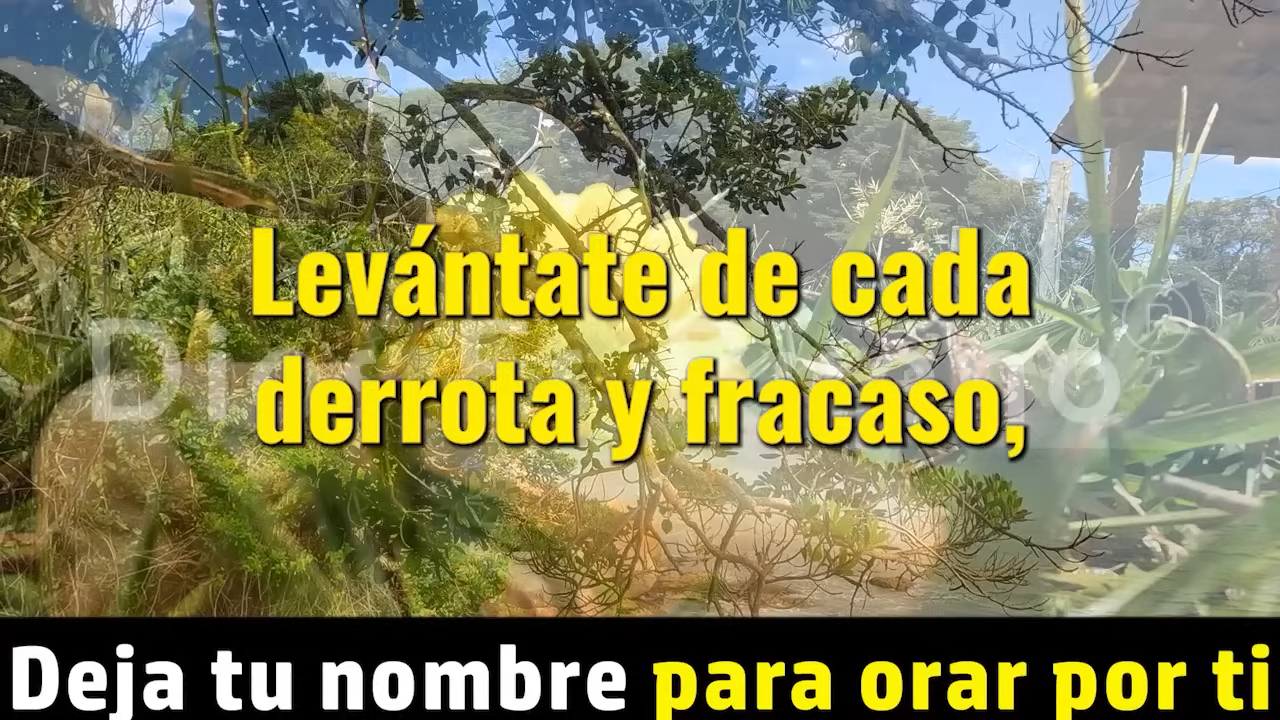 Levántate de cada
derrota y fracaso,
Deja tu nombre para orar por ti